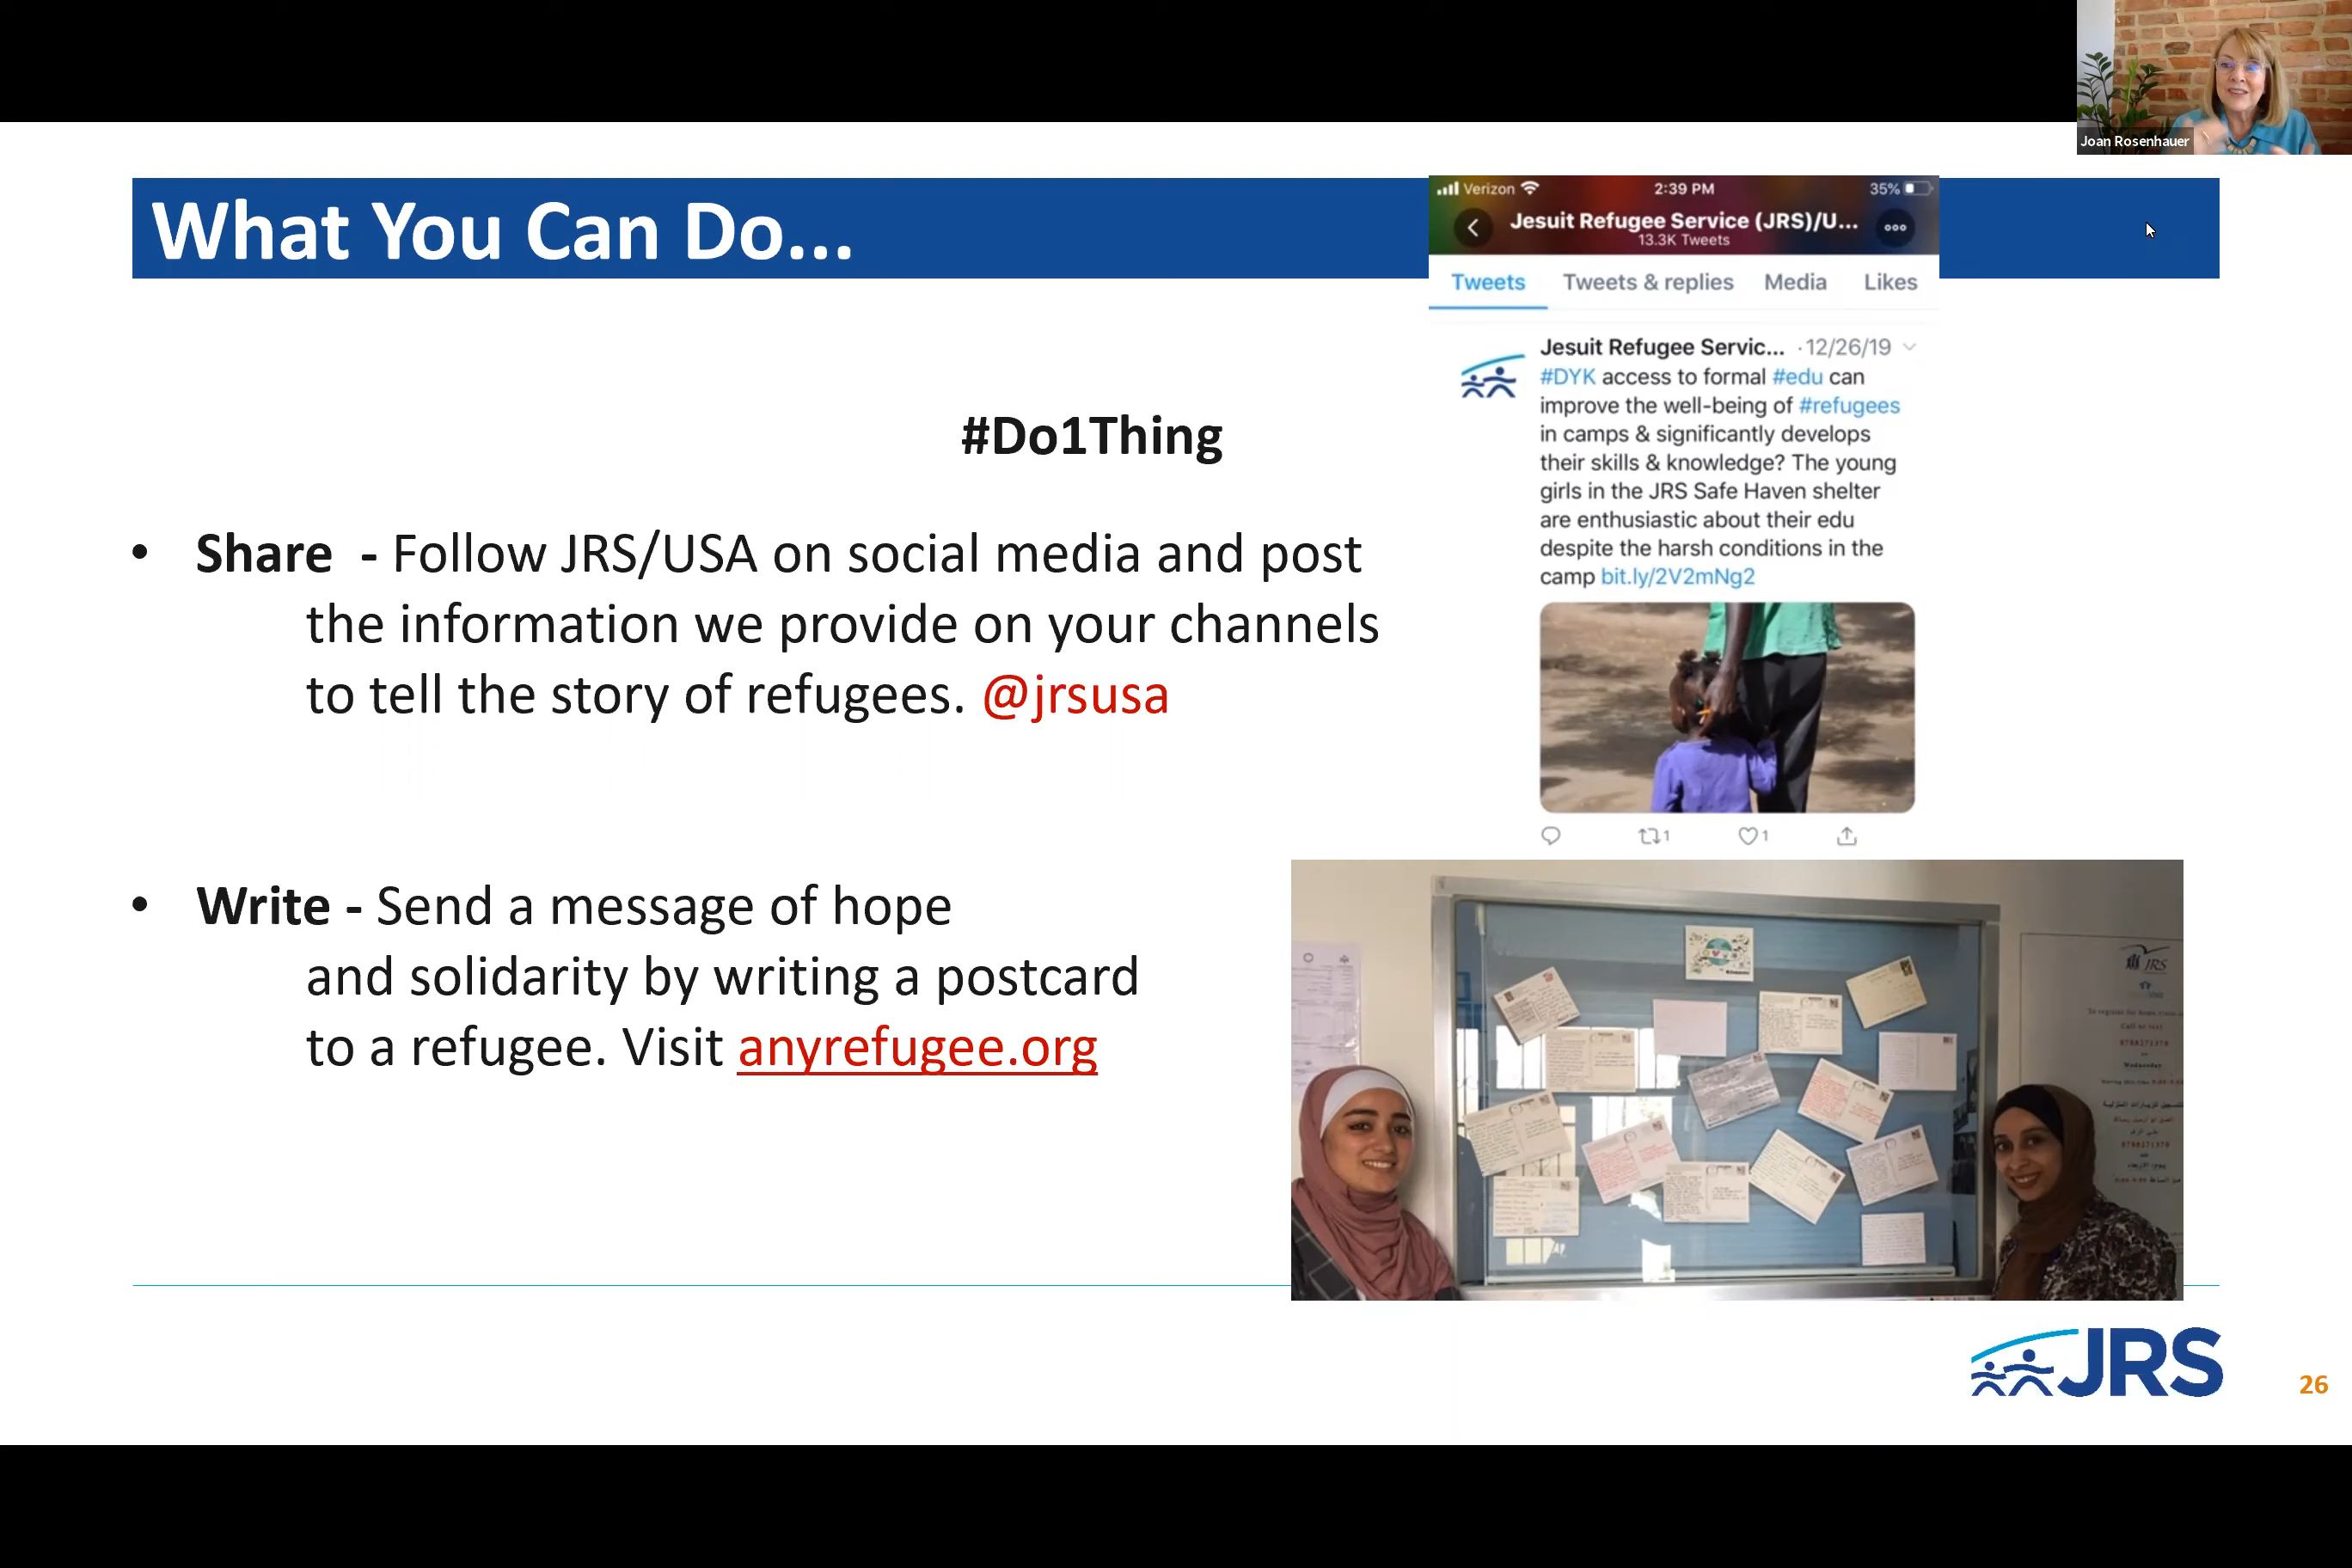 Joan Rosenhauer
What You Can Do...
#Do1Thing
• Share - Follow JRS/USA on social media and post
the information we provide on your channels
to tell the story of refugees. @jrsusa
• Write - Send a message of hope
and solidarity by writing a postcard
to a refugee. Visit anyrefugee.org
Verizon 2:39 PM 35%
Jesuit Refugee Service (JRS)/U...
13.3K Tweets
Tweets Tweets & replies Media Likes
Jesuit Refugee Servic... · 12/26/19
#DYK access to formal #edu can
improve the well-being of #refugees
in camps & significantly develops
their skills & knowledge? The young
girls in the JRS Safe Haven shelter
are enthusiastic about their edu
despite the harsh conditions in the
camp bit.ly/2V2mNg2
1 1
JRS
Call or text
Wednesday
JRS
26